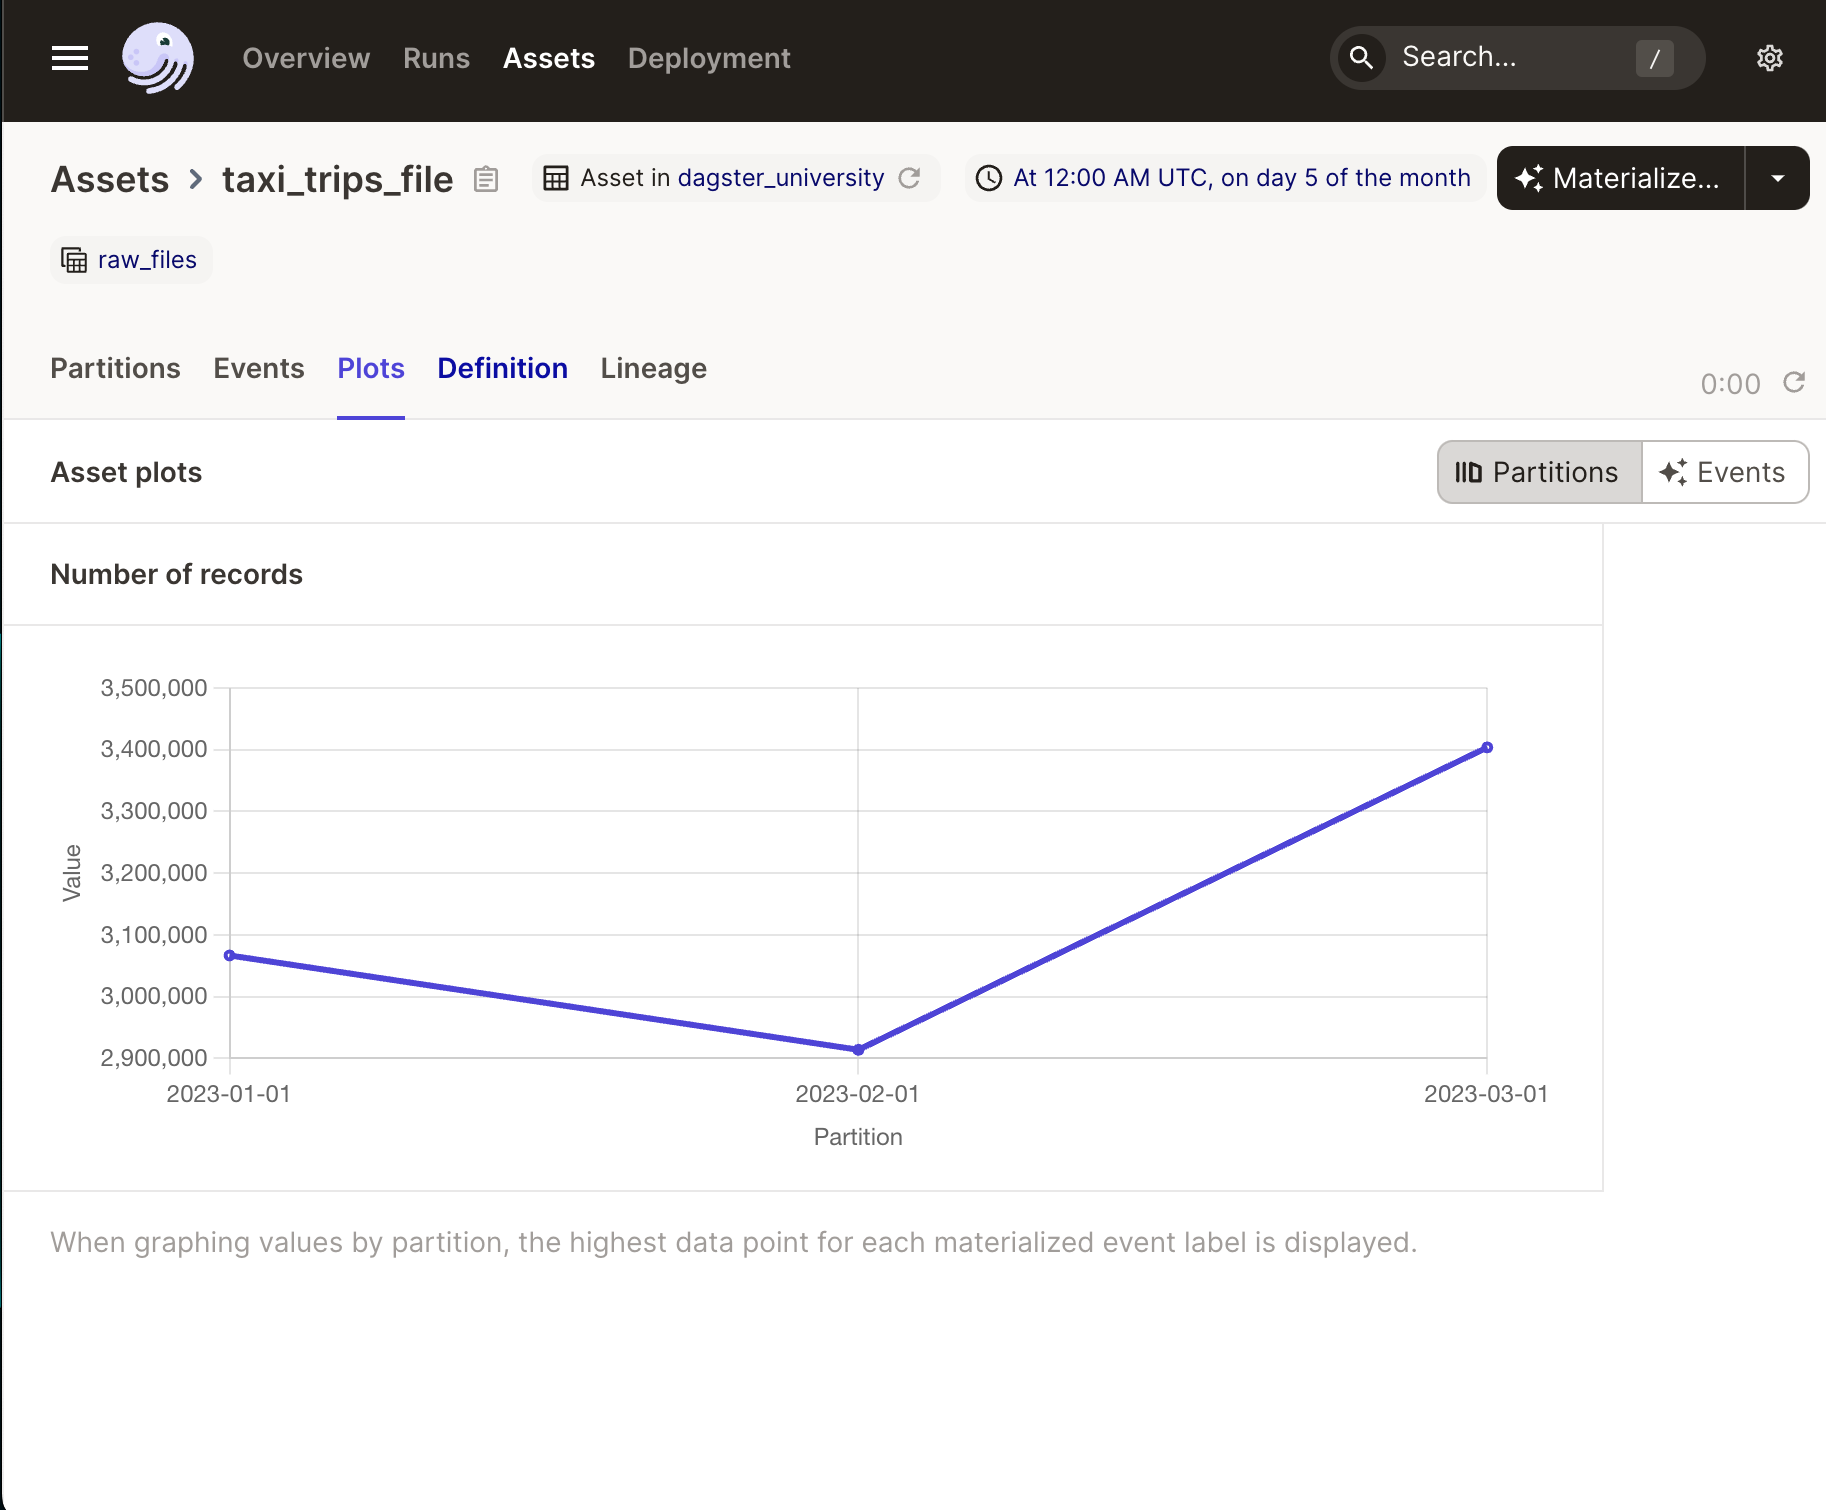 Overview Runs Assets Deployment Search... /
Assets > taxi_trips_file Asset in dagster_university At 12:00 AM UTC, on day 5 of the month Materialize...
raw_files
Partitions Events Plots Definition Lineage 0:00
Asset plots Partitions Events
Number of records
3,500,000
3,400,000
3,300,000
3,200,000
3,100,000
3,000,000
2,900,000
Value
2023-01-01 2023-02-01 2023-03-01
Partition
When graphing values by partition, the highest data point for each materialized event label is displayed.